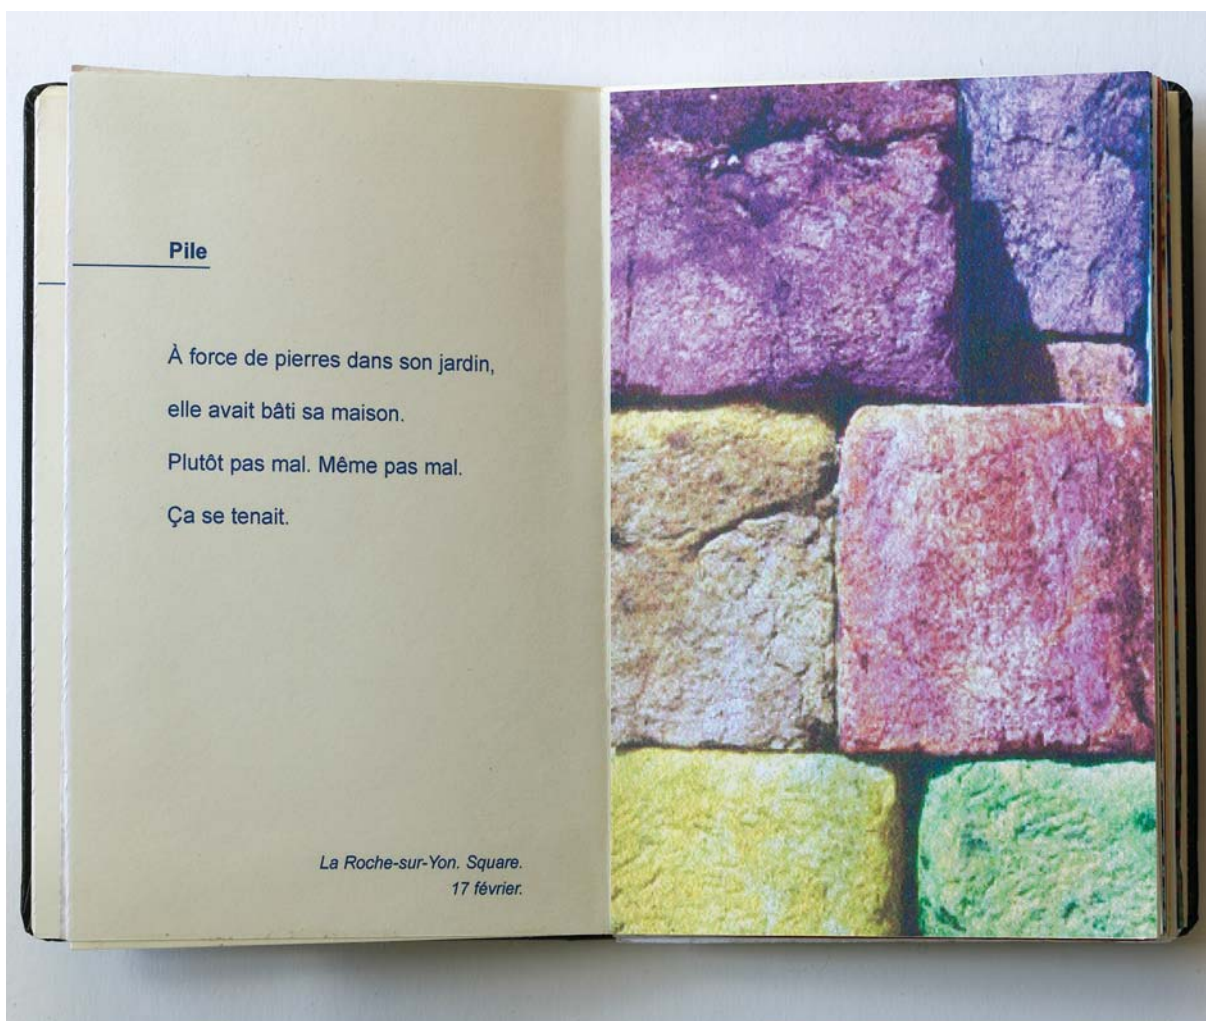 Pile
À force de pierres dans son jardin,
elle avait bâti sa maison.
Plutôt pas mal. Même pas mal.
Ça se tenait.
La Roche-sur-Yon. Square.
17 février.